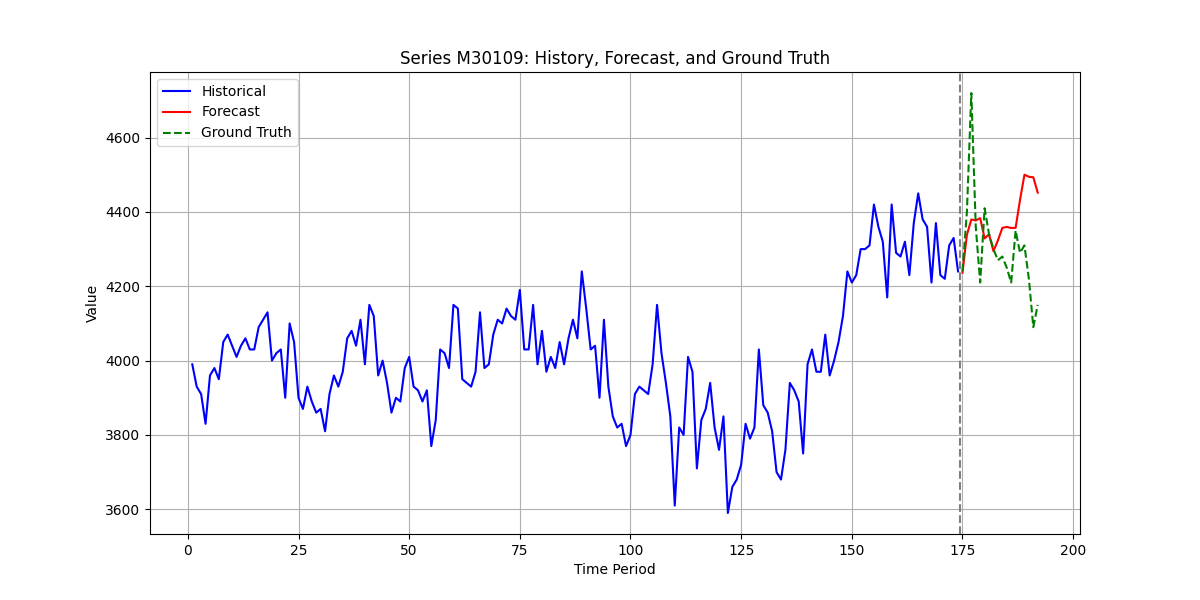 Series M30109: History, Forecast, and Ground Truth
Historical
Forecast
Ground Truth
4600
4400
4200
4000
3800
3600
Value
0 25 50 75 100 125 150 175 200
Time Period